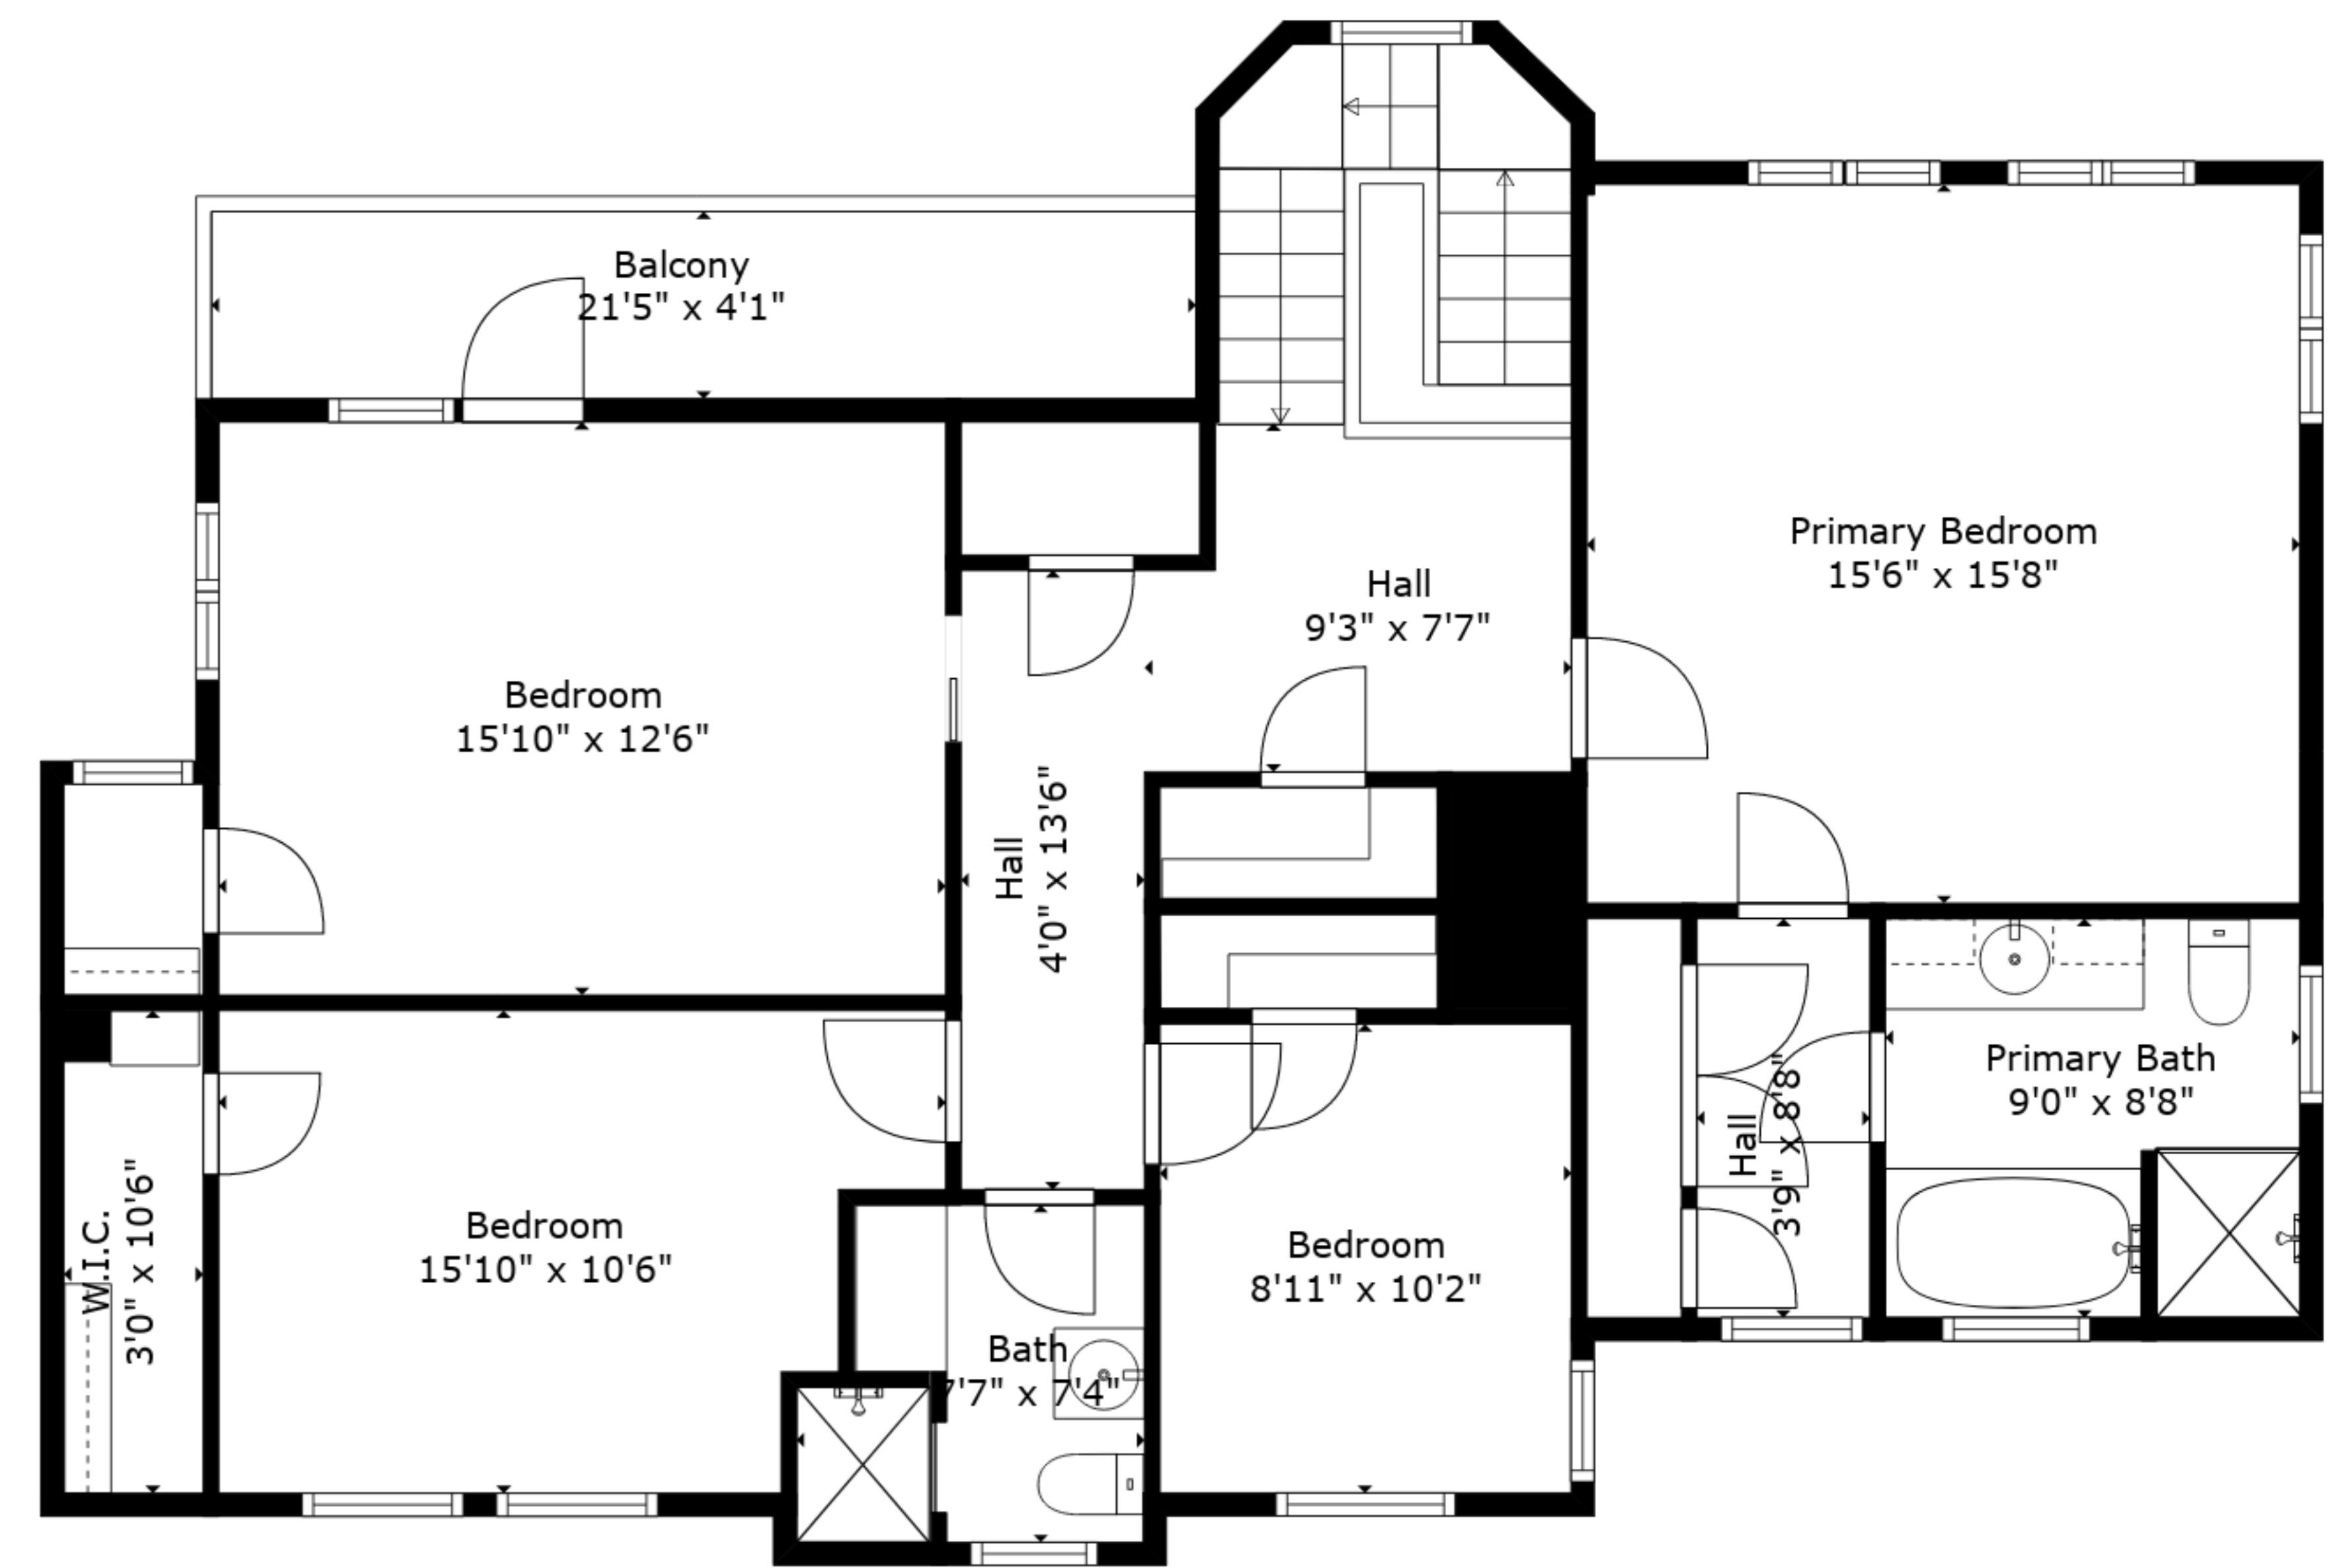 Balcony
21'5" x 4'1"
Primary Bedroom
15'6" x 15'8"
Hall
9'3" x 7'7"
Bedroom
15'10" x 12'6"
Hall
4'0" x 13'6"
Primary Bath
9'0" x 8'8"
Hall
3'9" x 8'8"
W.I.C.
3'0" x 10'6"
Bedroom
15'10" x 10'6"
Bedroom
8'11" x 10'2"
Bath
7'7" x 7'4"